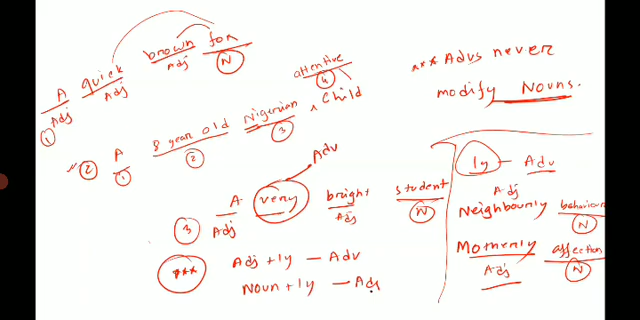 A quick brown fox
Adj Adj Adj N
①
attentive
④
② A 8 year old Nigerian ^ child
① ② ③
Adv
③ A very bright student
Adj Adj N
*** Adj + ly — Adv
Noun + ly — Adj
*** Advs never
modify Nouns.
ly — Adv
Adj
Neighbourly behaviour
N
Motherly affection
Adj N